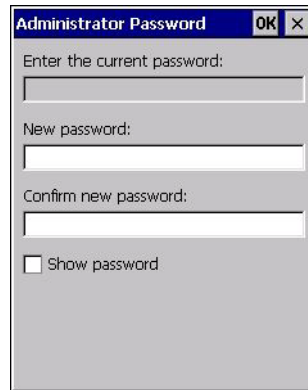 Administrator Password OK ×
Enter the current password:
New password:
Confirm new password:
Show password